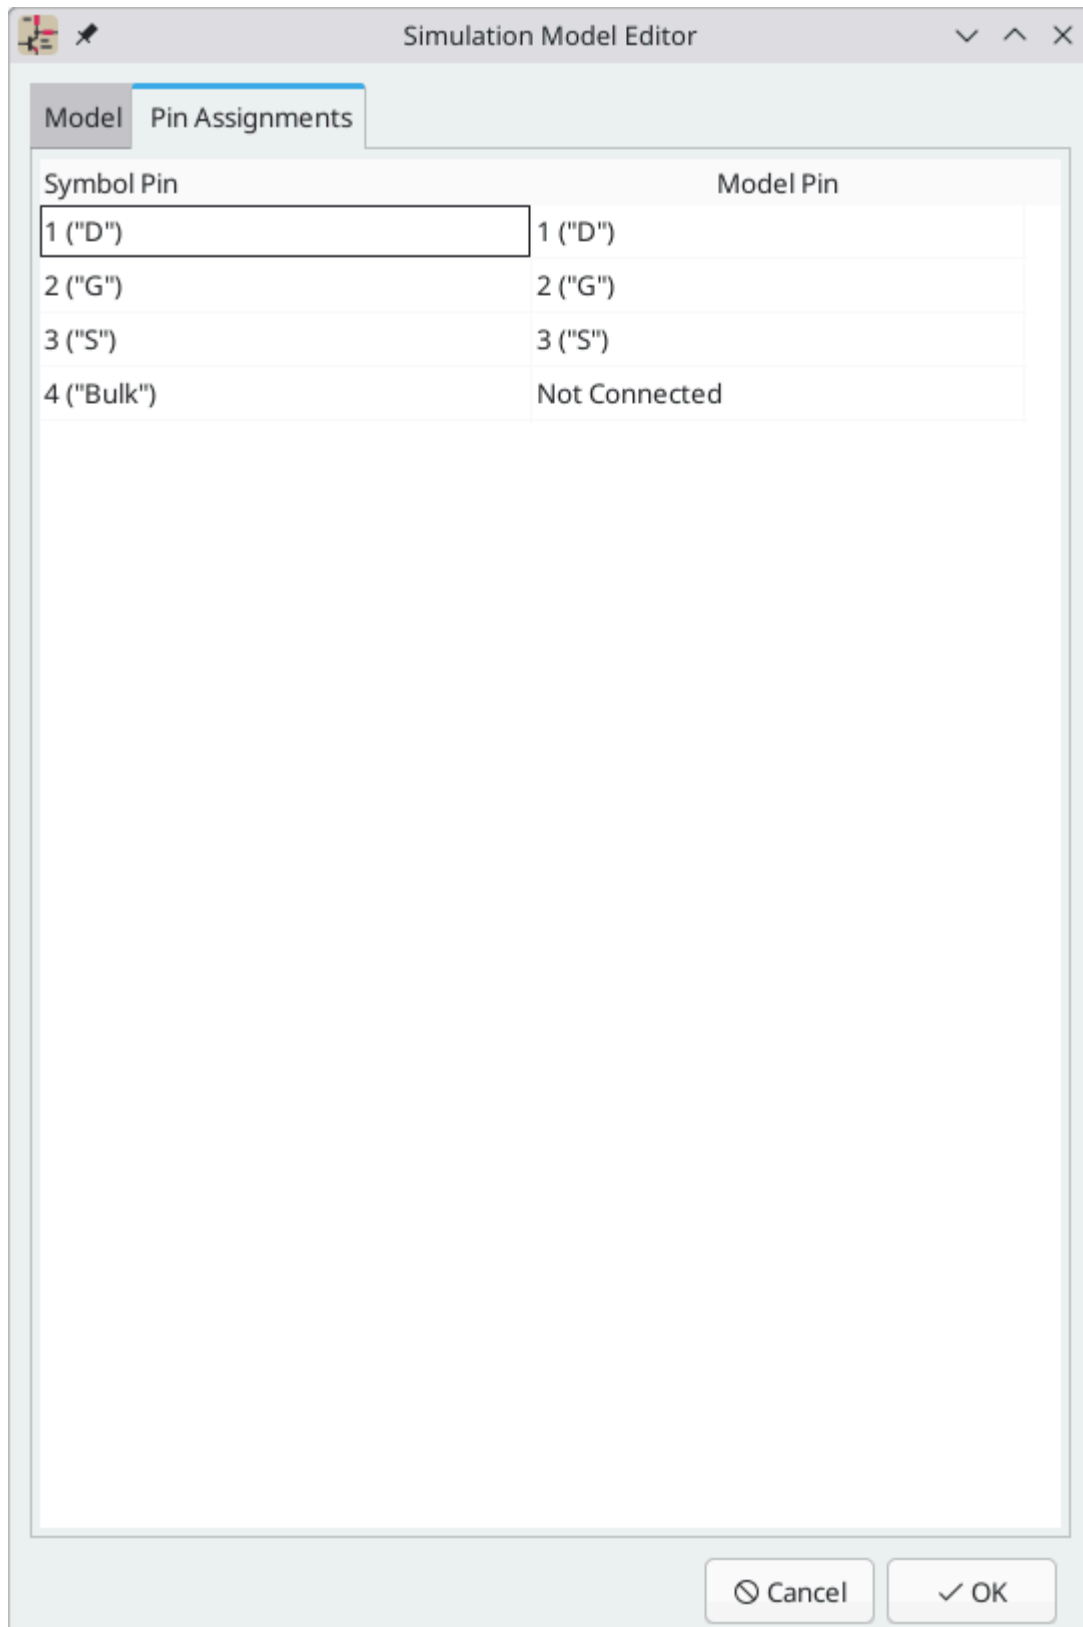 Simulation Model Editor
Model Pin Assignments
Symbol Pin Model Pin
1 ("D") 1 ("D")
2 ("G") 2 ("G")
3 ("S") 3 ("S")
4 ("Bulk") Not Connected
Cancel OK